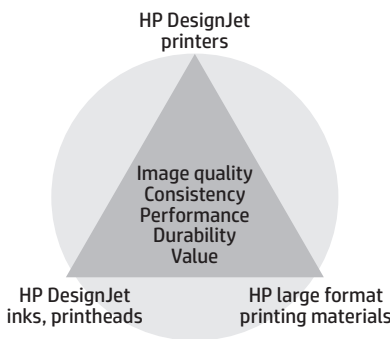 HP DesignJet
printers
Image quality
Consistency
Performance
Durability
Value
HP DesignJet
inks, printheads
HP large format
printing materials